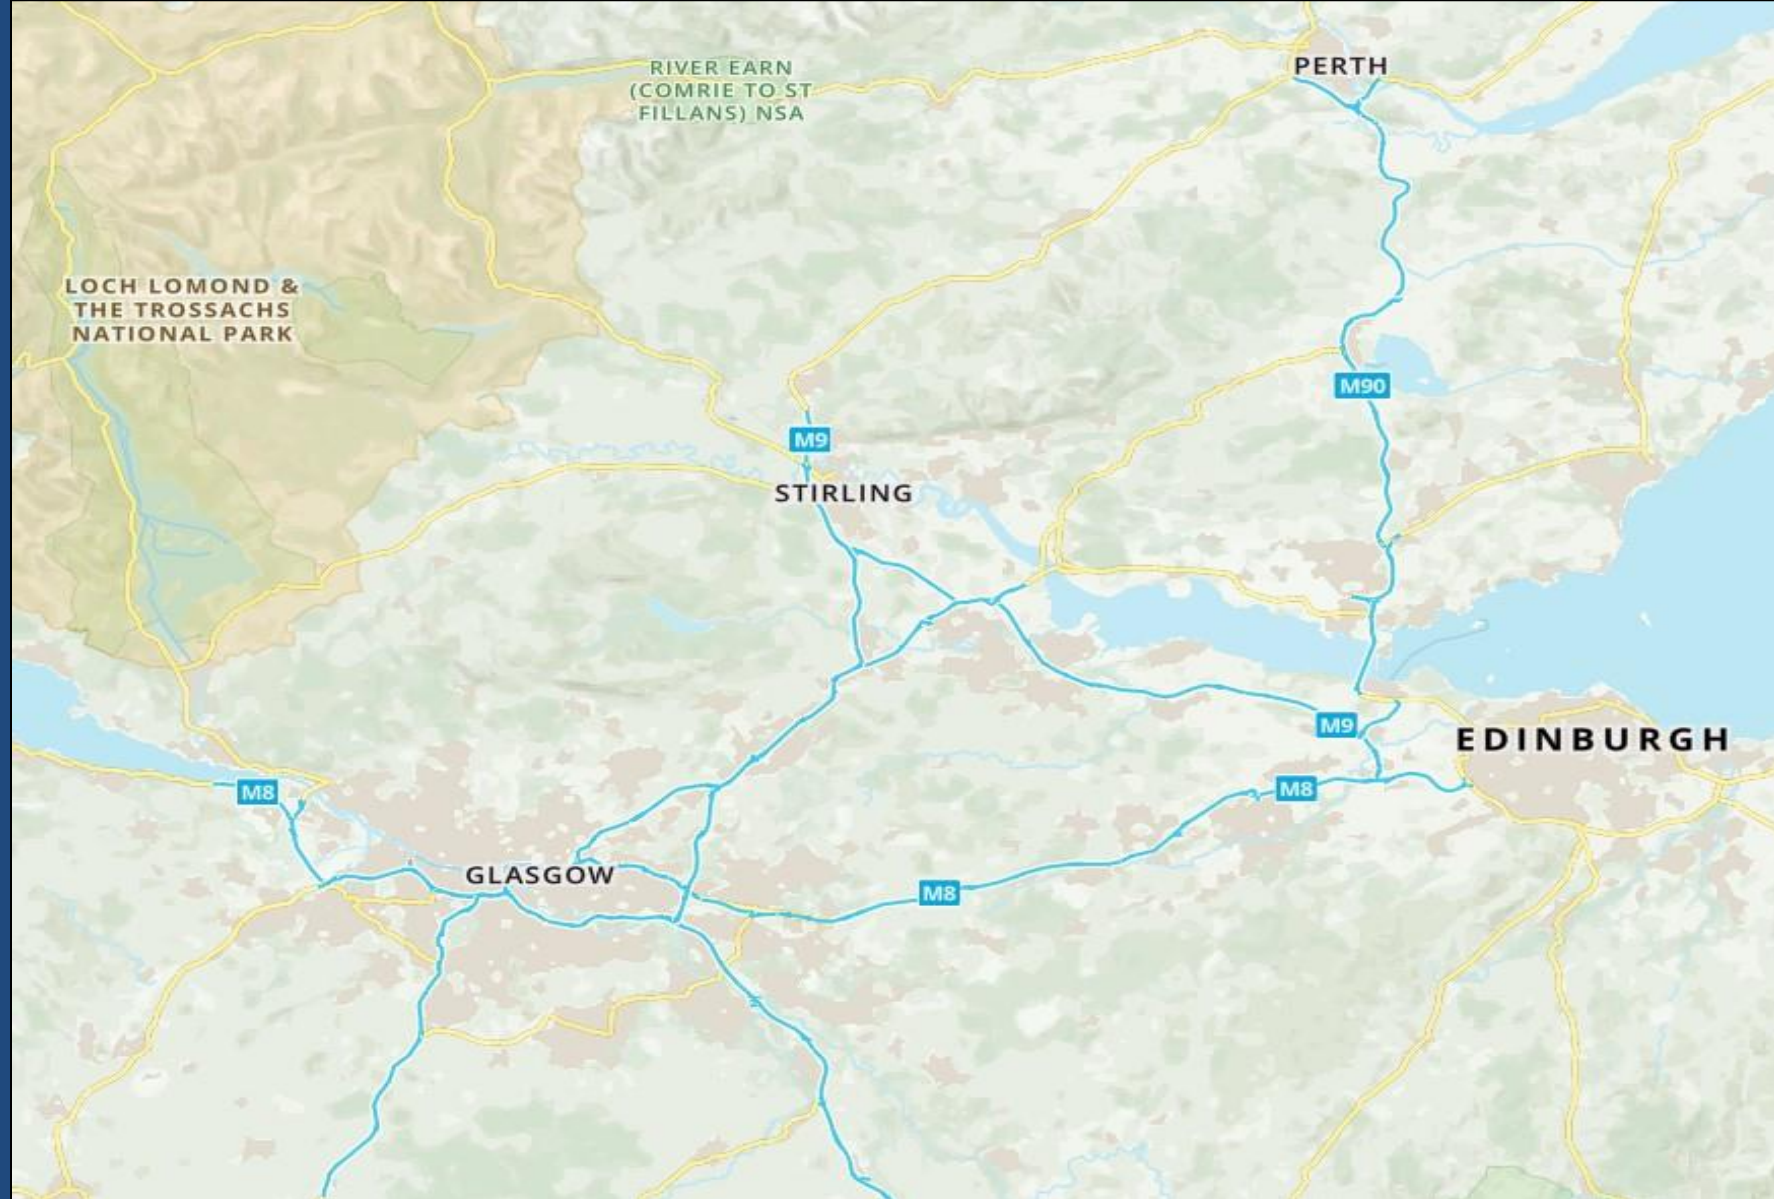 RIVER EARN
(COMRIE TO ST
FILLANS) NSA
PERTH
LOCH LOMOND &
THE TROSSACHS
NATIONAL PARK
M90
M9
STIRLING
M9
EDINBURGH
M8
M8
GLASGOW
M8